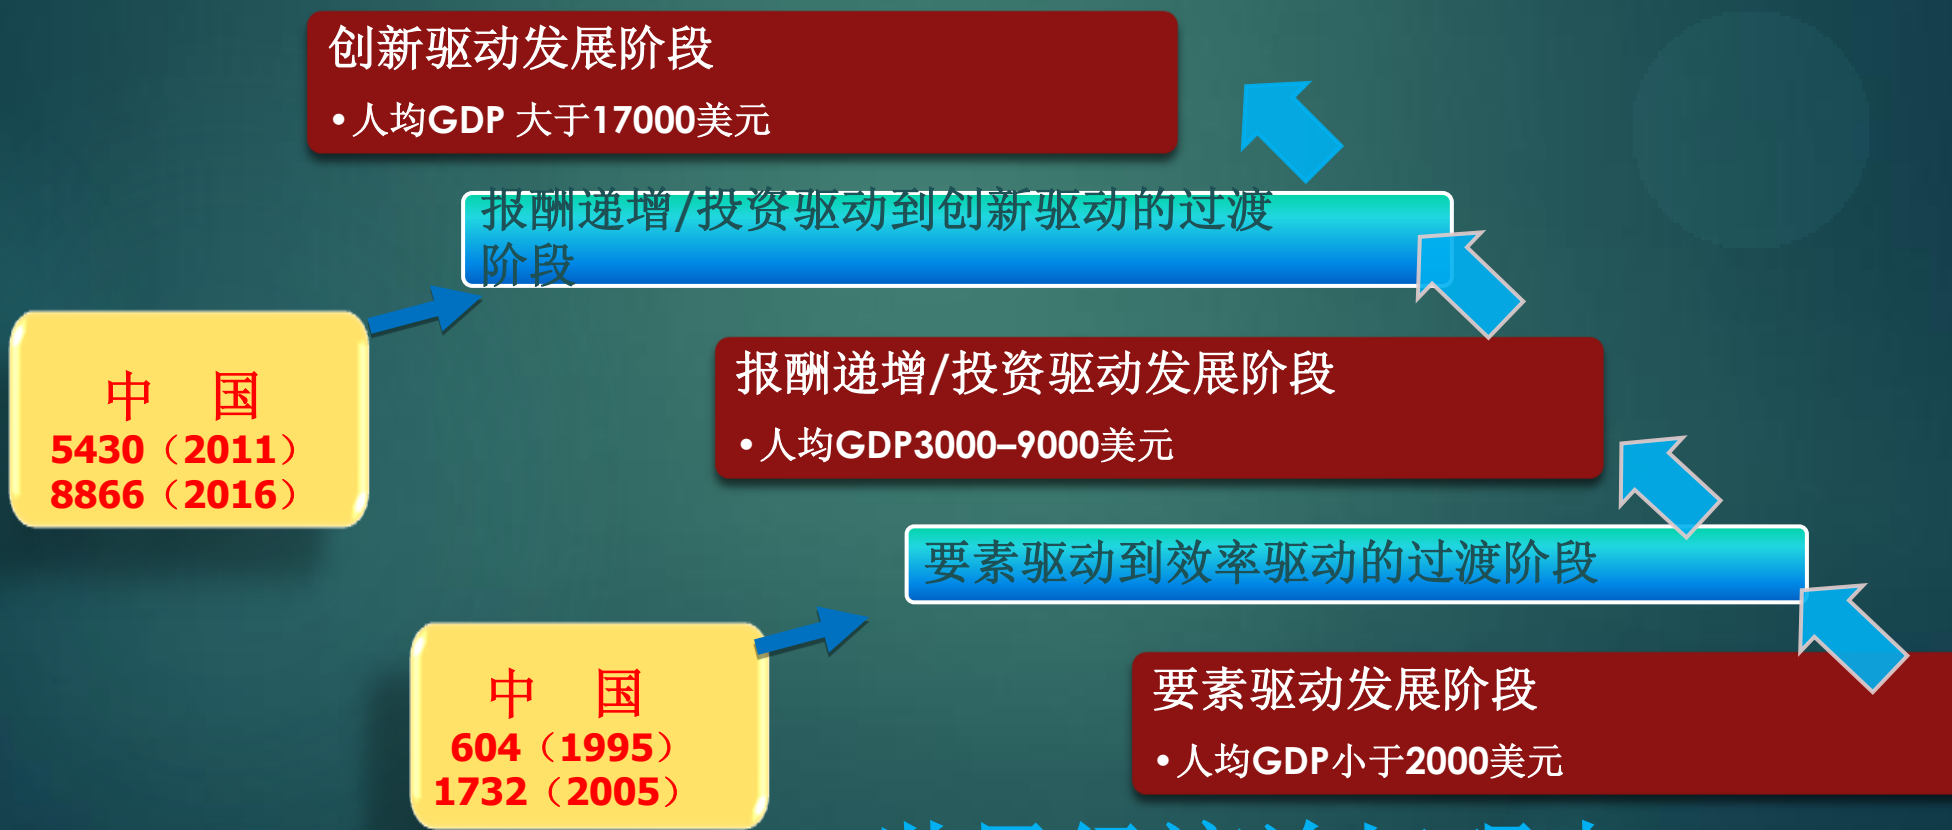 创新驱动发展阶段
•人均GDP 大于17000美元
报酬递增/投资驱动到创新驱动的过渡
阶段
中 国
5430（2011）
8866（2016）
报酬递增/投资驱动发展阶段
•人均GDP3000–9000美元
要素驱动到效率驱动的过渡阶段
中 国
604（1995）
1732（2005）
要素驱动发展阶段
•人均GDP小于2000美元